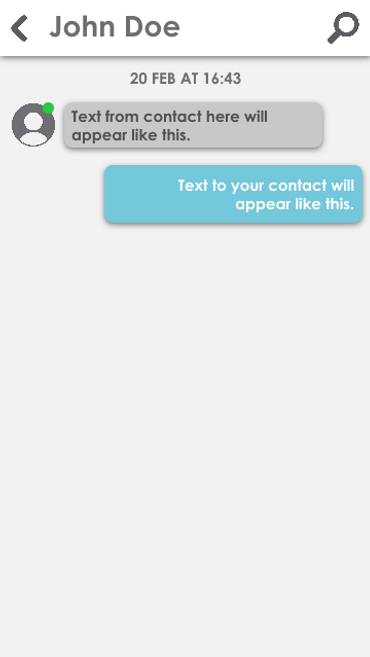 John Doe
20 FEB AT 16:43
Text from contact here will
appear like this.
Text to your contact will
appear like this.